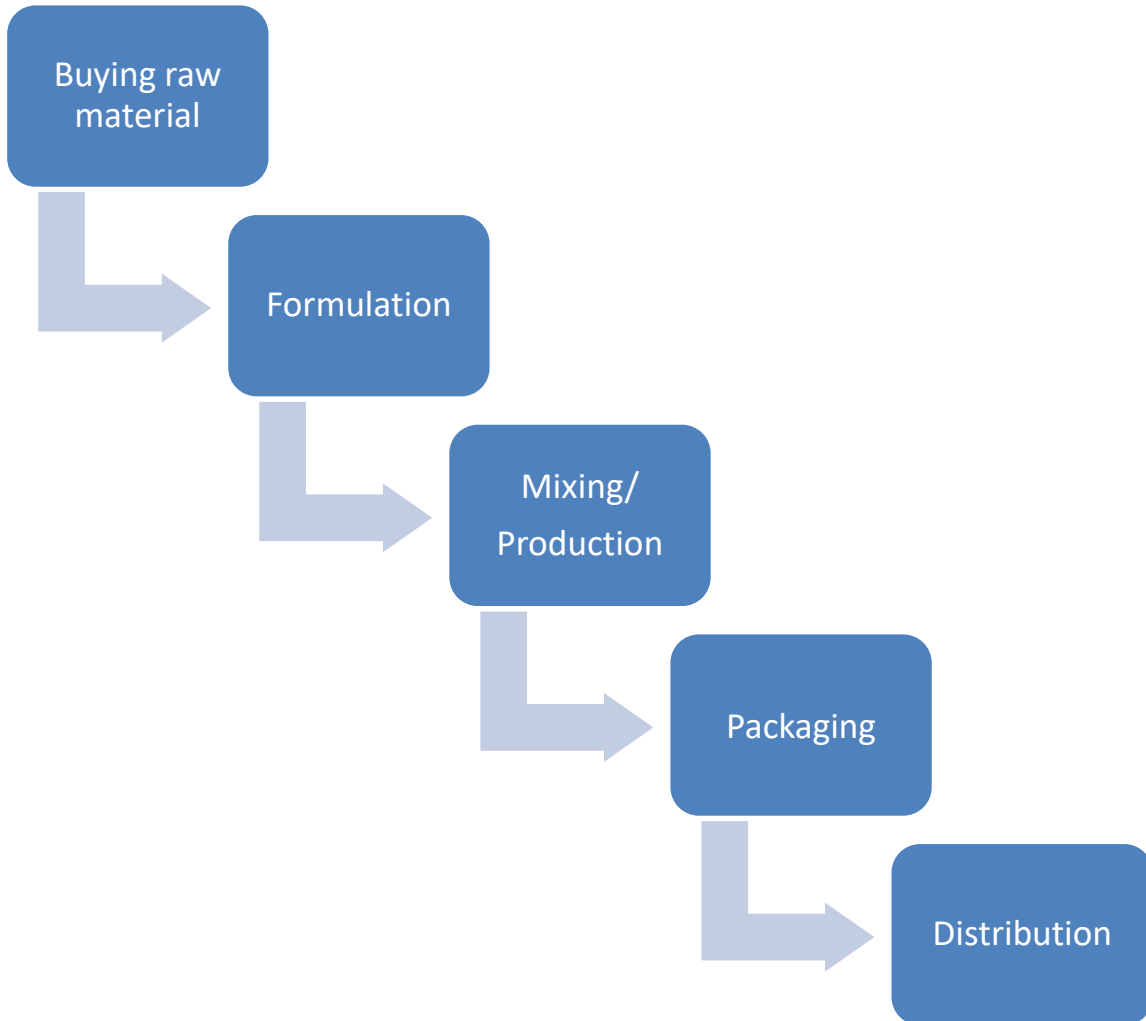 Buying raw
material
Formulation
Mixing/
Production
Packaging
Distribution